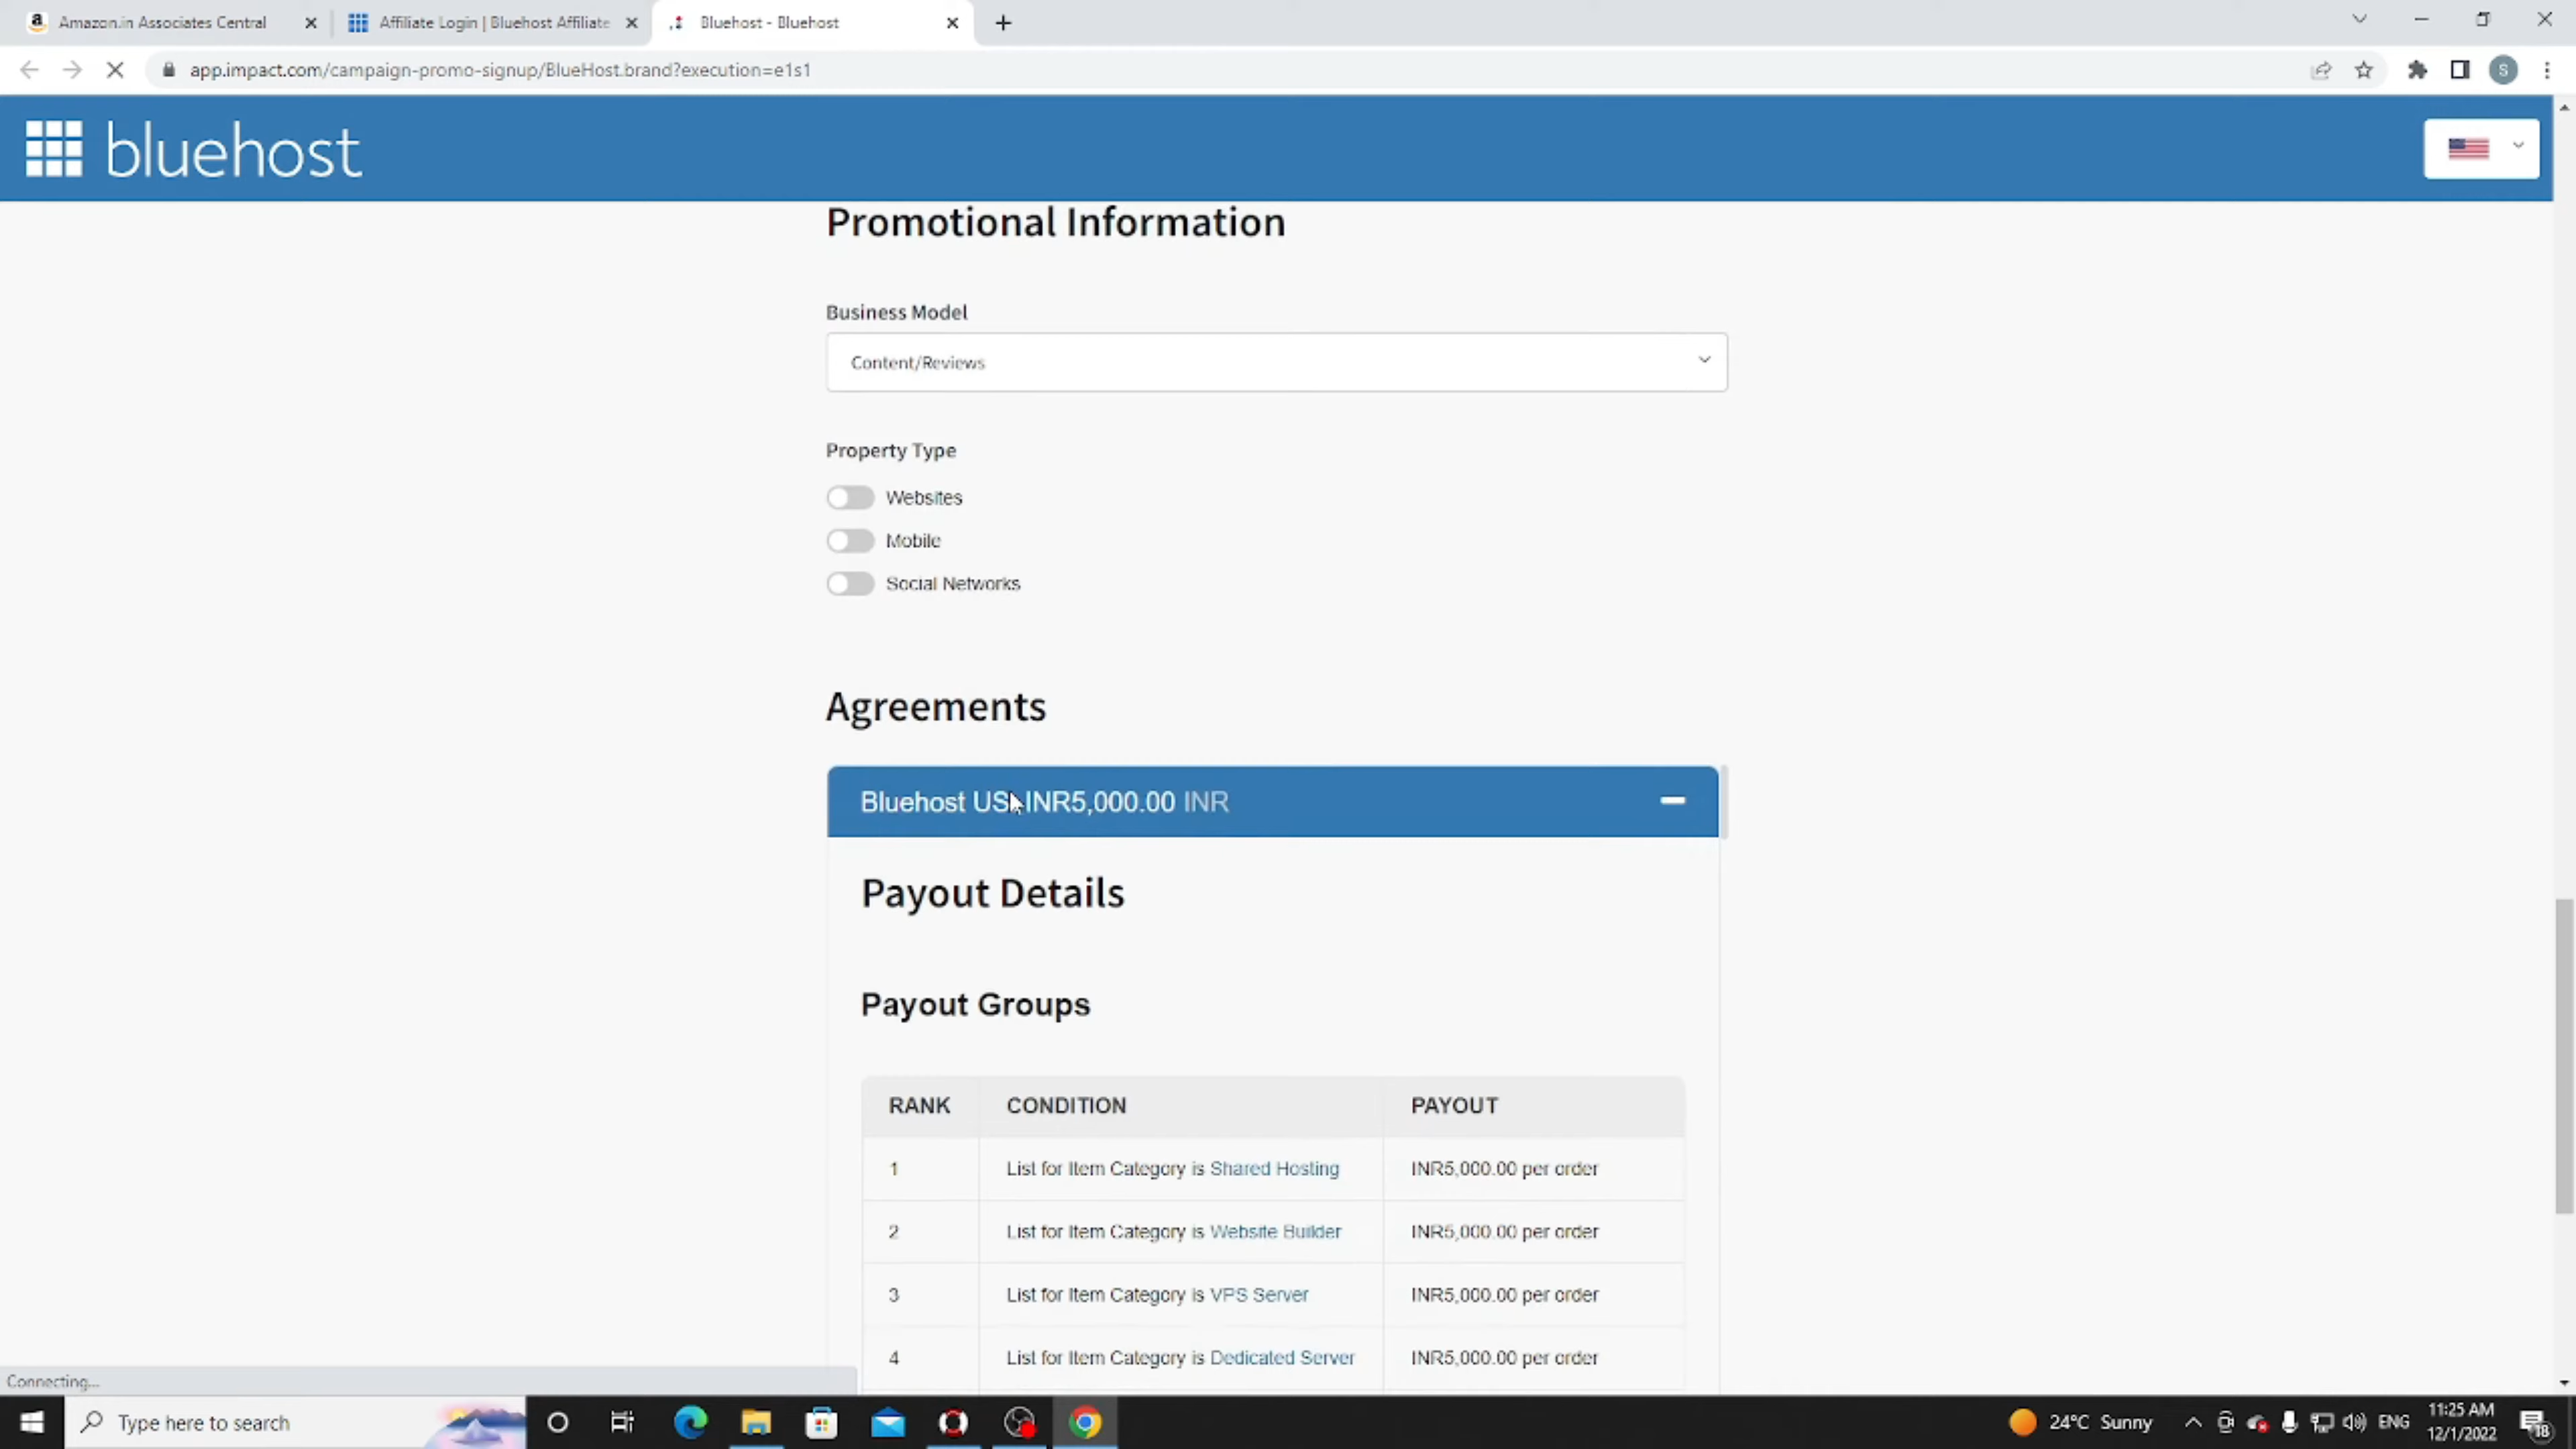 Amazon.in Associates Central
Affiliate Login | Bluehost Affiliate
Bluehost - Bluehost
app.impact.com/campaign-promo-signup/BlueHost.brand?execution=e1s1
S
bluehost
Promotional Information
Business Model
Content/Reviews
Property Type
Websites
Mobile
Social Networks
Agreements
Bluehost US INR5,000.00 INR
Payout Details
Payout Groups
RANK CONDITION PAYOUT
1 List for Item Category is Shared Hosting INR5,000.00 per order
2 List for Item Category is Website Builder INR5,000.00 per order
3 List for Item Category is VPS Server INR5,000.00 per order
4 List for Item Category is Dedicated Server INR5,000.00 per order
Connecting...
Type here to search
24°C Sunny
ENG
11:25 AM
12/1/2022
18